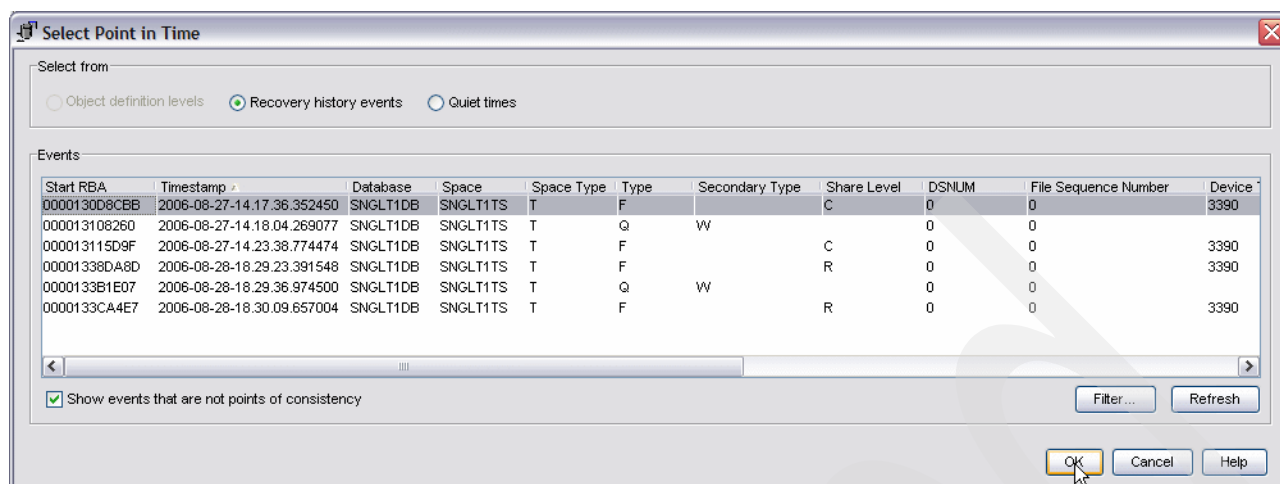 Select Point in Time
Select from
Object definition levels Recovery history events Quiet times
Events
Start RBA Timestamp Database Space Space Type Type Secondary Type Share Level DSNUM File Sequence Number Device
0000130D8CBB 2006-08-27-14.17.36.352450 SNGLT1DB SNGLT1TS T F C 0 0 3390
000013108260 2006-08-27-14.18.04.269077 SNGLT1DB SNGLT1TS T Q W 0 0
000013115D9F 2006-08-27-14.23.38.774474 SNGLT1DB SNGLT1TS T F C 0 0 3390
00001338DA8D 2006-08-28-18.29.23.391548 SNGLT1DB SNGLT1TS T F R 0 0 3390
0000133B1E07 2006-08-28-18.29.36.974500 SNGLT1DB SNGLT1TS T Q W 0 0
0000133CA4E7 2006-08-28-18.30.09.657004 SNGLT1DB SNGLT1TS T F R 0 0 3390
Show events that are not points of consistency Filter... Refresh
OK Cancel Help